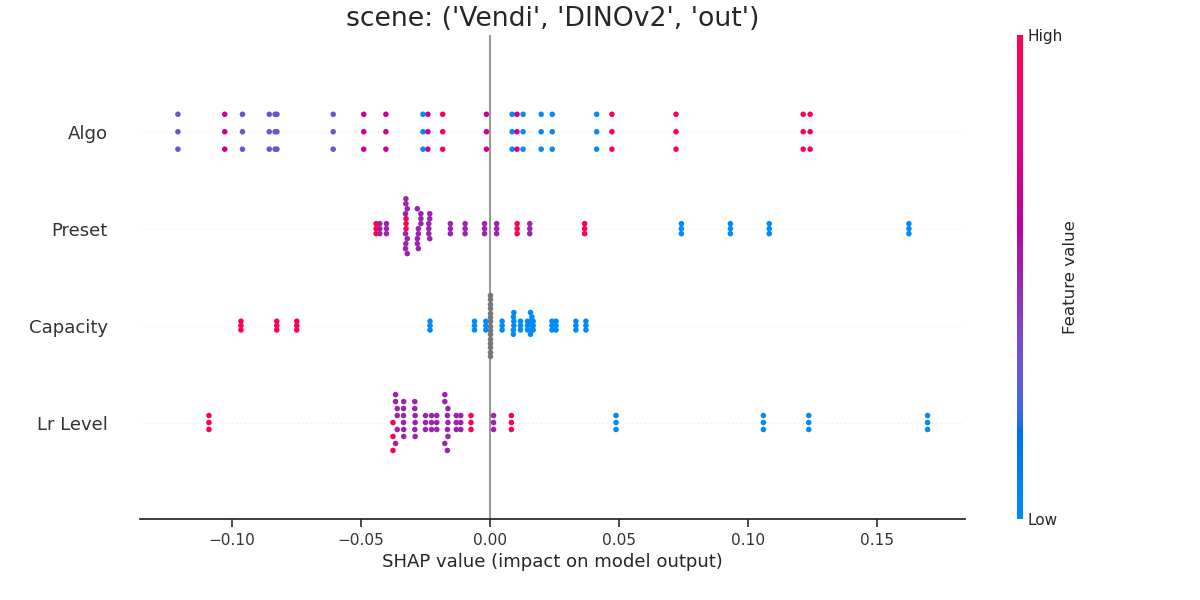 scene: ('Vendi', 'DINOv2', 'out')
High
Algo
Preset
Capacity
Lr Level
Feature value
Low
−0.10 −0.05 0.00 0.05 0.10 0.15
SHAP value (impact on model output)